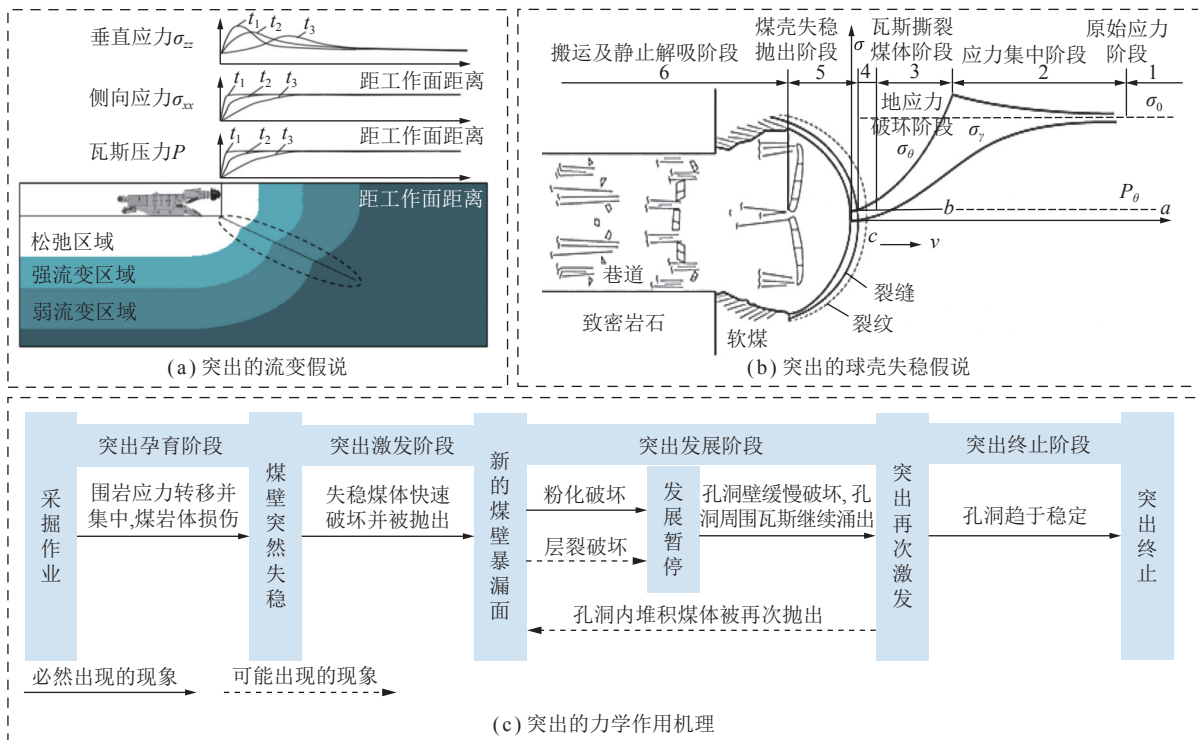 垂直应力σzz
t1
t2
t3
距工作面距离
侧向应力σxx
t1
t2
t3
距工作面距离
瓦斯压力P
t1
t2
t3
距工作面距离
松弛区域
强流变区域
弱流变区域
(a) 突出的流变假说
搬运及静止解吸阶段
煤壳失稳
抛出阶段
瓦斯撕裂
煤体阶段
应力集中阶段
原始应力
阶段
σ
6
5
4
3
2
1
地应力
破坏阶段
σ0
σγ
σθ
Pθ
b
a
c
v
巷道
裂缝
裂纹
致密岩石
软煤
(b) 突出的球壳失稳假说
采掘作业
突出孕育阶段
围岩应力转移并
集中,煤岩体损伤
煤壁突然失稳
突出激发阶段
失稳煤体快速
破坏并被抛出
新的煤壁暴漏面
突出发展阶段
粉化破坏
层裂破坏
发展暂停
孔洞壁缓慢破坏, 孔
洞周围瓦斯继续涌出
孔洞内堆积煤体被再次抛出
突出再次激发
突出终止阶段
孔洞趋于稳定
突出终止
必然出现的现象
可能出现的现象
(c) 突出的力学作用机理